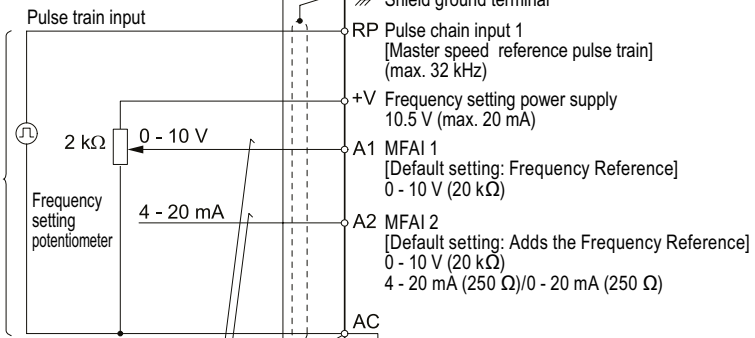 Shield ground terminal
Pulse train input
RP Pulse chain input 1
[Master speed reference pulse train]
(max. 32 kHz)
+V Frequency setting power supply
10.5 V (max. 20 mA)
2 kΩ
0 - 10 V
A1 MFAI 1
[Default setting: Frequency Reference]
0 - 10 V (20 kΩ)
Frequency
setting
potentiometer
4 - 20 mA
A2 MFAI 2
[Default setting: Adds the Frequency Reference]
0 - 10 V (20 kΩ)
4 - 20 mA (250 Ω)/0 - 20 mA (250 Ω)
AC